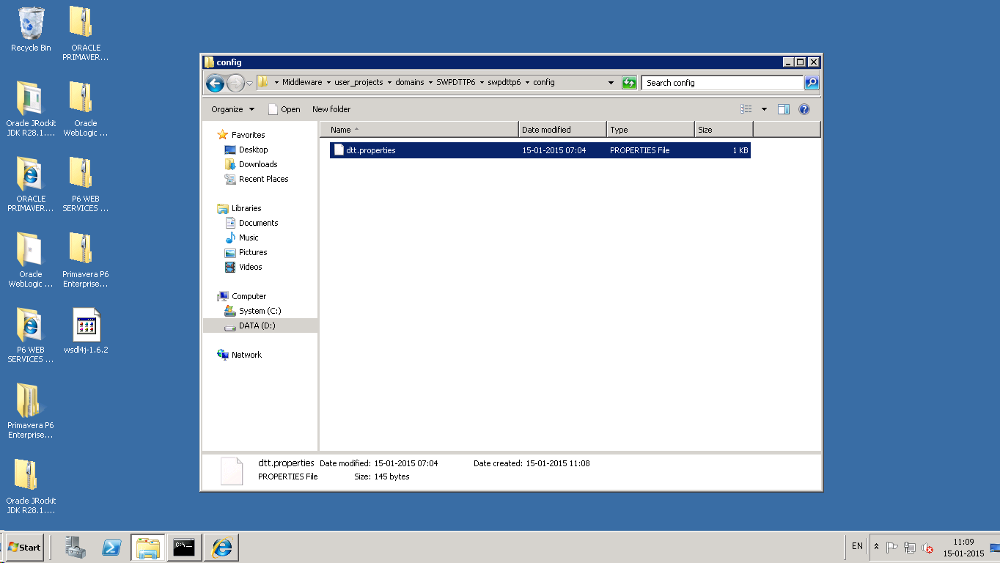 Recycle Bin
ORACLE
PRIMAVER...
Oracle JRockit
JDK R28.1....
Oracle
WebLogic ...
ORACLE
PRIMAVER...
P6 WEB
SERVICES ...
Oracle
WebLogic ...
Primavera P6
Enterprise...
P6 WEB
SERVICES ...
wsdl4j-1.6.2
Primavera P6
Enterprise...
Oracle JRockit
JDK R28.1....
config
Middleware user_projects domains SWPDTTP6 swpdttp6 config
Search config
Organize Open New folder
Name Date modified Type Size
dtt.properties 15-01-2015 07:04 PROPERTIES File 1 KB
Favorites
Desktop
Downloads
Recent Places
Libraries
Documents
Music
Pictures
Videos
Computer
System (C:)
DATA (D:)
Network
dtt.properties Date modified: 15-01-2015 07:04 Date created: 15-01-2015 11:08
PROPERTIES File Size: 145 bytes
Start
C:\_
EN
11:09
15-01-2015